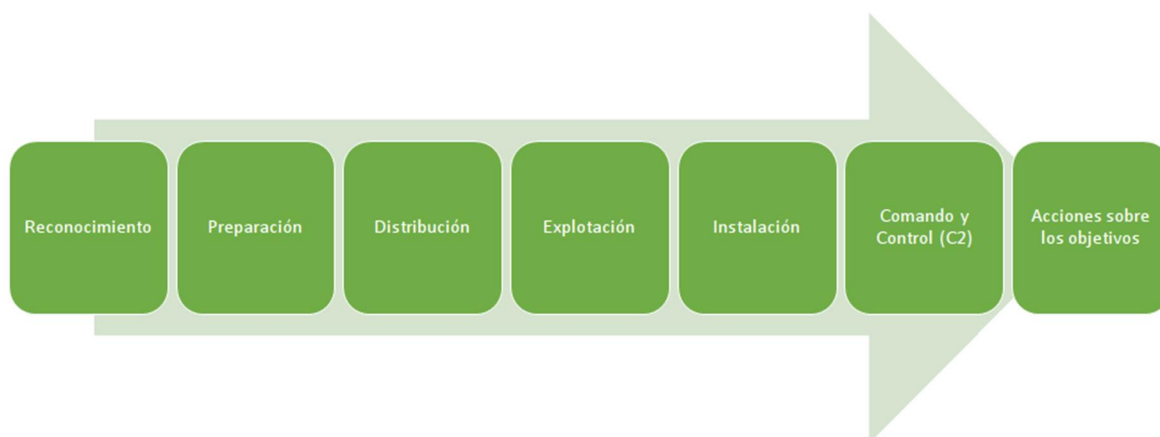 Reconocimiento
Preparación
Distribución
Explotación
Instalación
Comando y
Control (C2)
Acciones sobre
los objetivos